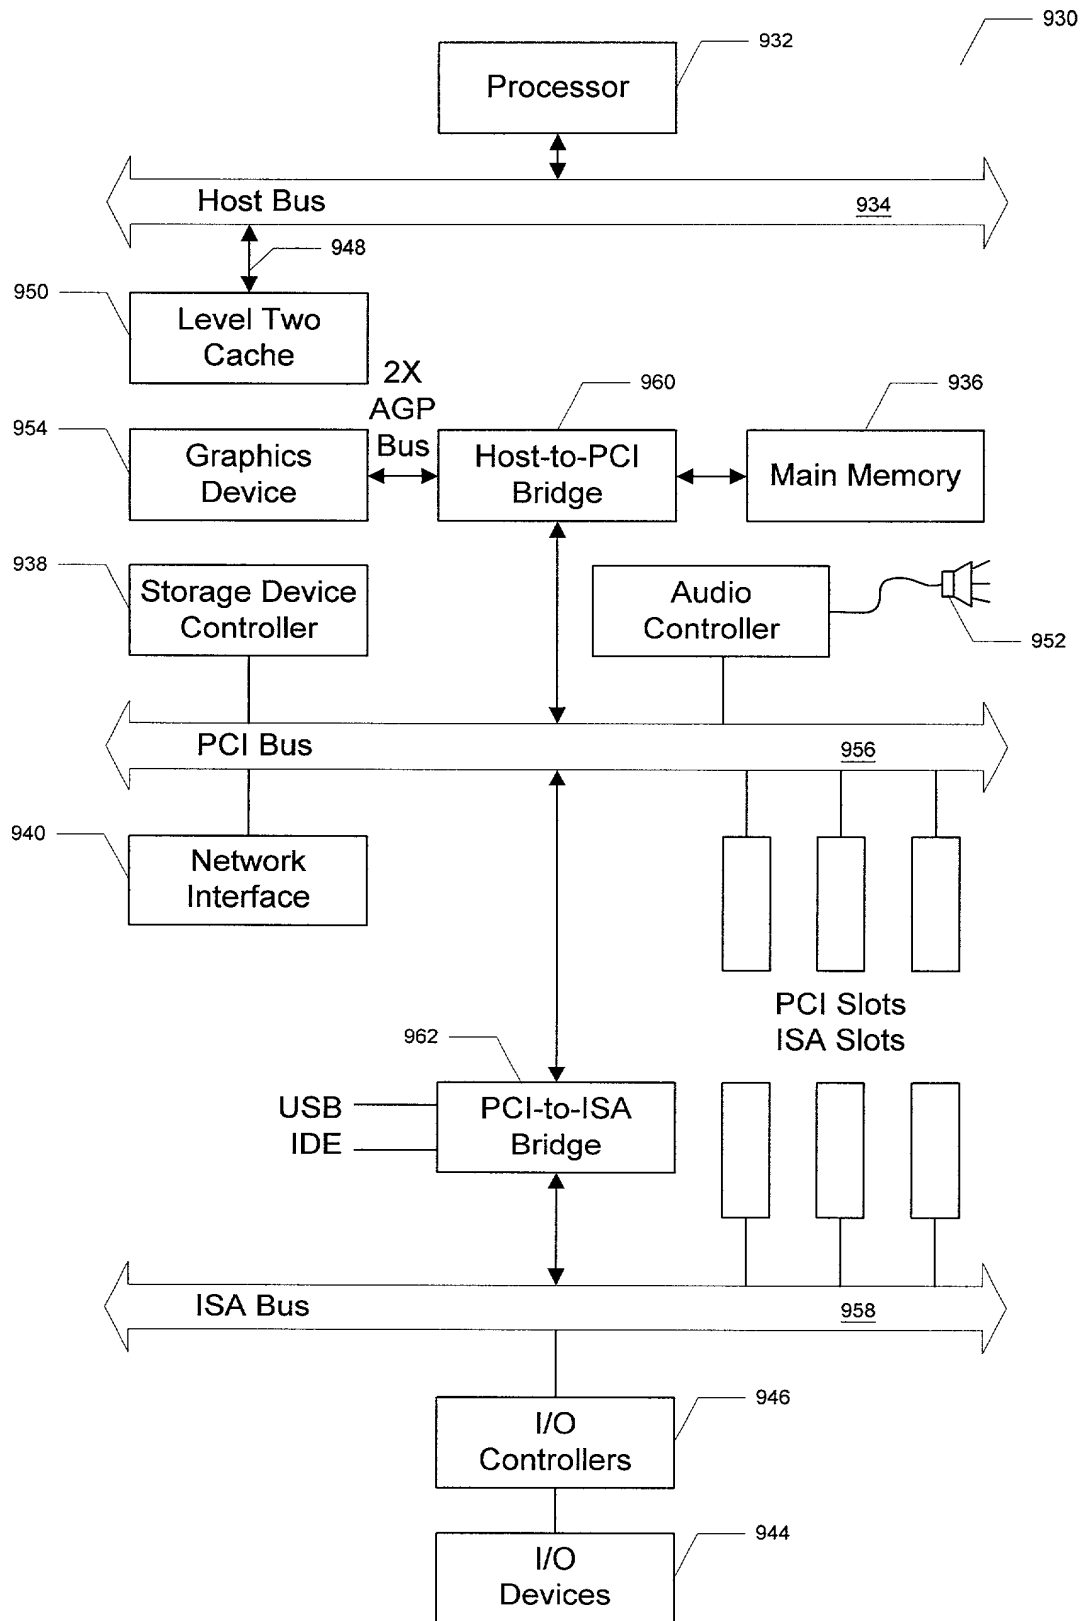 930
932
Processor
Host Bus
934
948
950
Level Two
Cache
2X
AGP
Bus
960
936
954
Graphics
Device
Host-to-PCI
Bridge
Main Memory
938
Storage Device
Controller
Audio
Controller
952
PCI Bus
956
940
Network
Interface
PCI Slots
ISA Slots
962
USB
IDE
PCI-to-ISA
Bridge
ISA Bus
958
946
I/O
Controllers
944
I/O
Devices